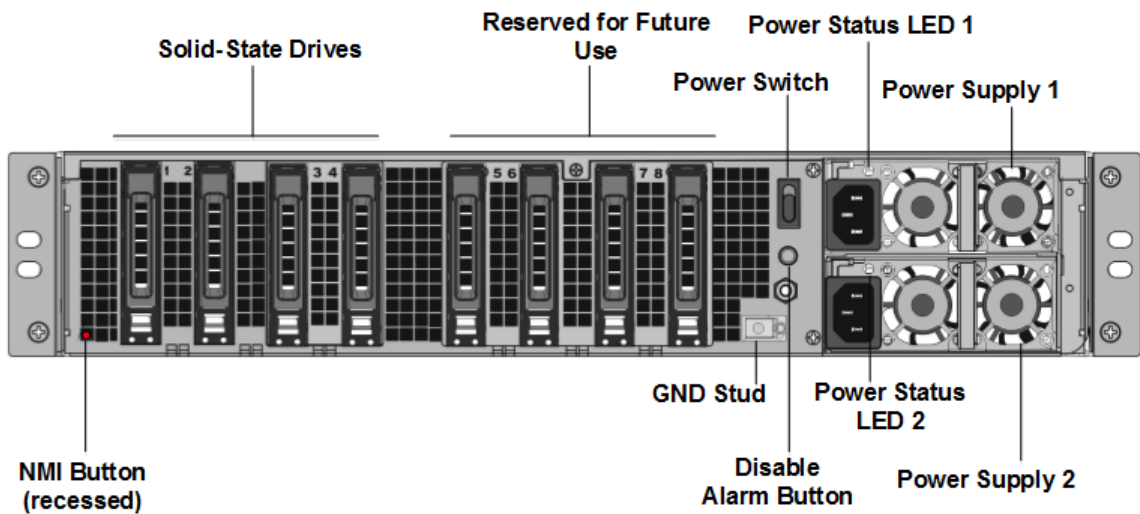 Reserved for Future
Use
Power Status LED 1
Solid-State Drives
Power Switch
Power Supply 1
1 2 3 4 5 6 7 8
GND Stud
Power Status
LED 2
NMI Button
(recessed)
Disable
Alarm Button
Power Supply 2